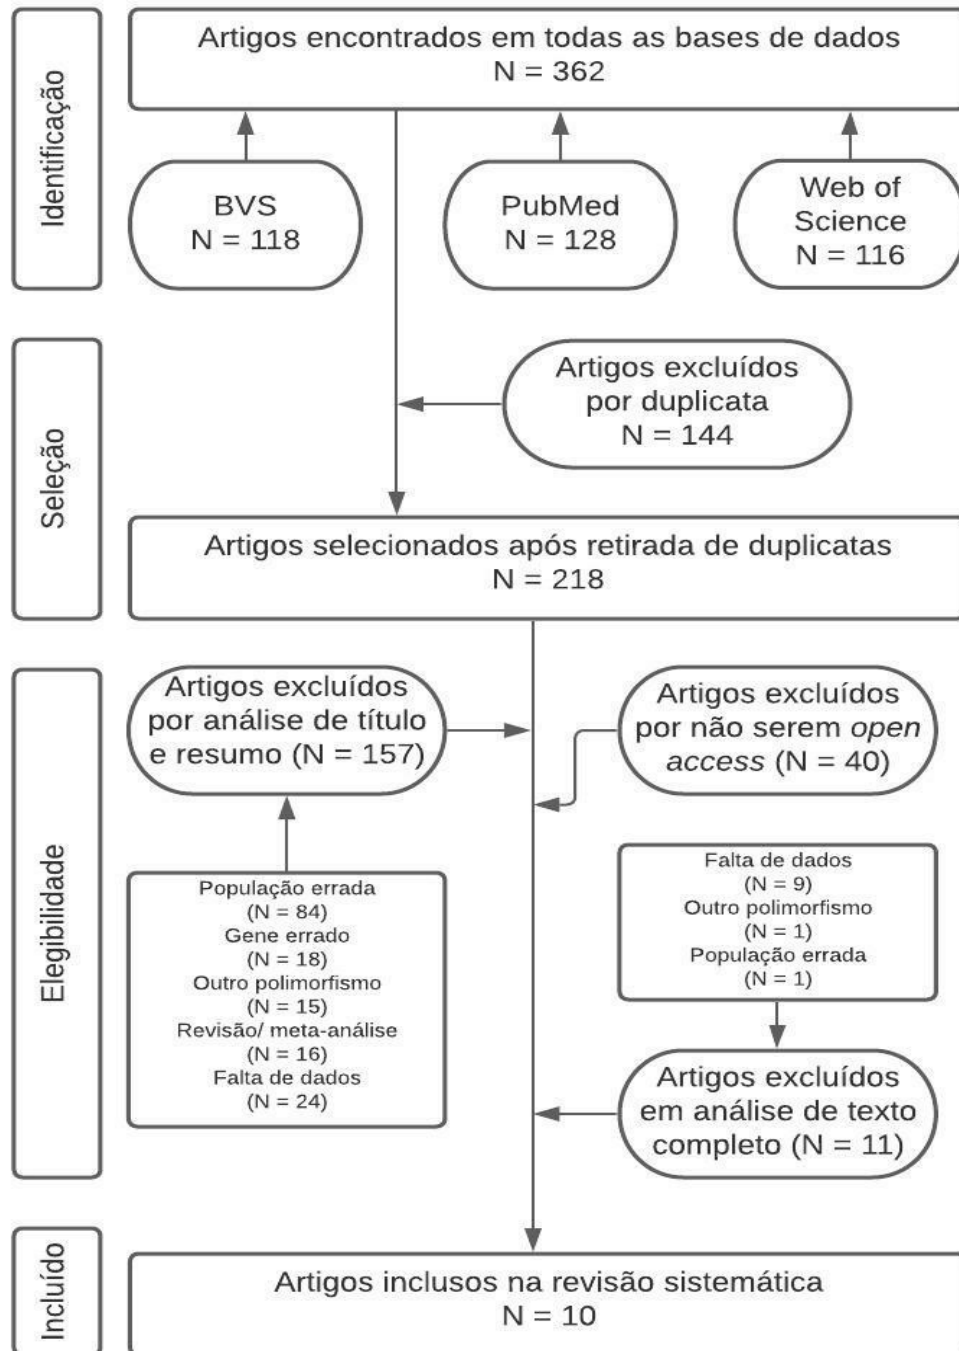 Identificação
Artigos encontrados em todas as bases de dados
N = 362
BVS
N = 118
PubMed
N = 128
Web of
Science
N = 116
Seleção
Artigos excluídos
por duplicata
N = 144
Artigos selecionados após retirada de duplicatas
N = 218
Elegibilidade
Artigos excluídos
por análise de título
e resumo (N = 157)
Artigos excluídos
por não serem open
access (N = 40)
População errada
(N = 84)
Gene errado
(N = 18)
Outro polimorfismo
(N = 15)
Revisão/ meta-análise
(N = 16)
Falta de dados
(N = 24)
Falta de dados
(N = 9)
Outro polimorfismo
(N = 1)
População errada
(N = 1)
Artigos excluídos
em análise de texto
completo (N = 11)
Incluído
Artigos inclusos na revisão sistemática
N = 10